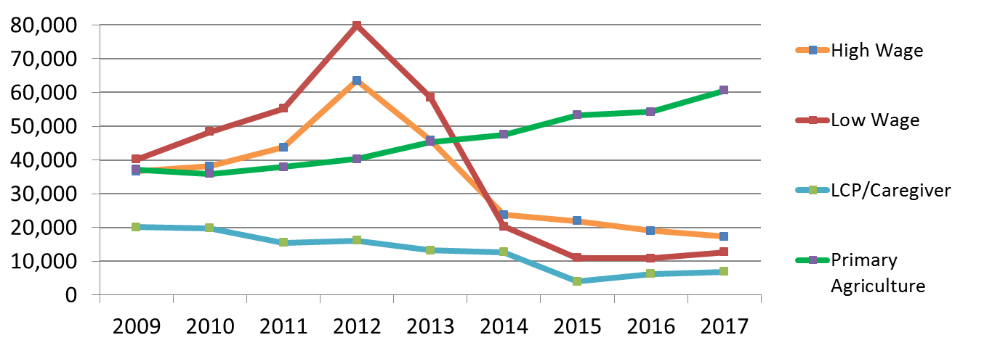 80,000
70,000
60,000
50,000
40,000
30,000
20,000
10,000
0
2009 2010 2011 2012 2013 2014 2015 2016 2017
High Wage
Low Wage
LCP/Caregiver
Primary
Agriculture